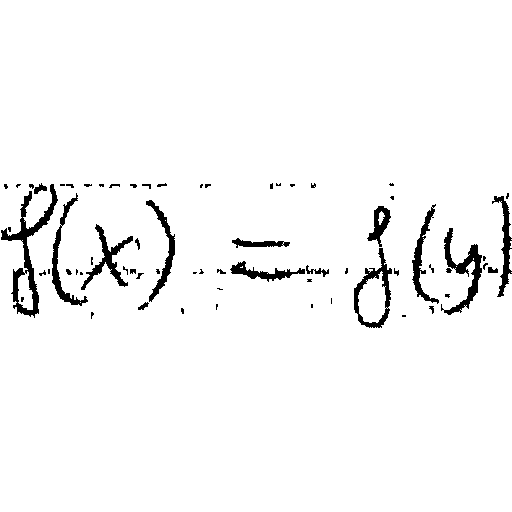 f(x) = f(y)